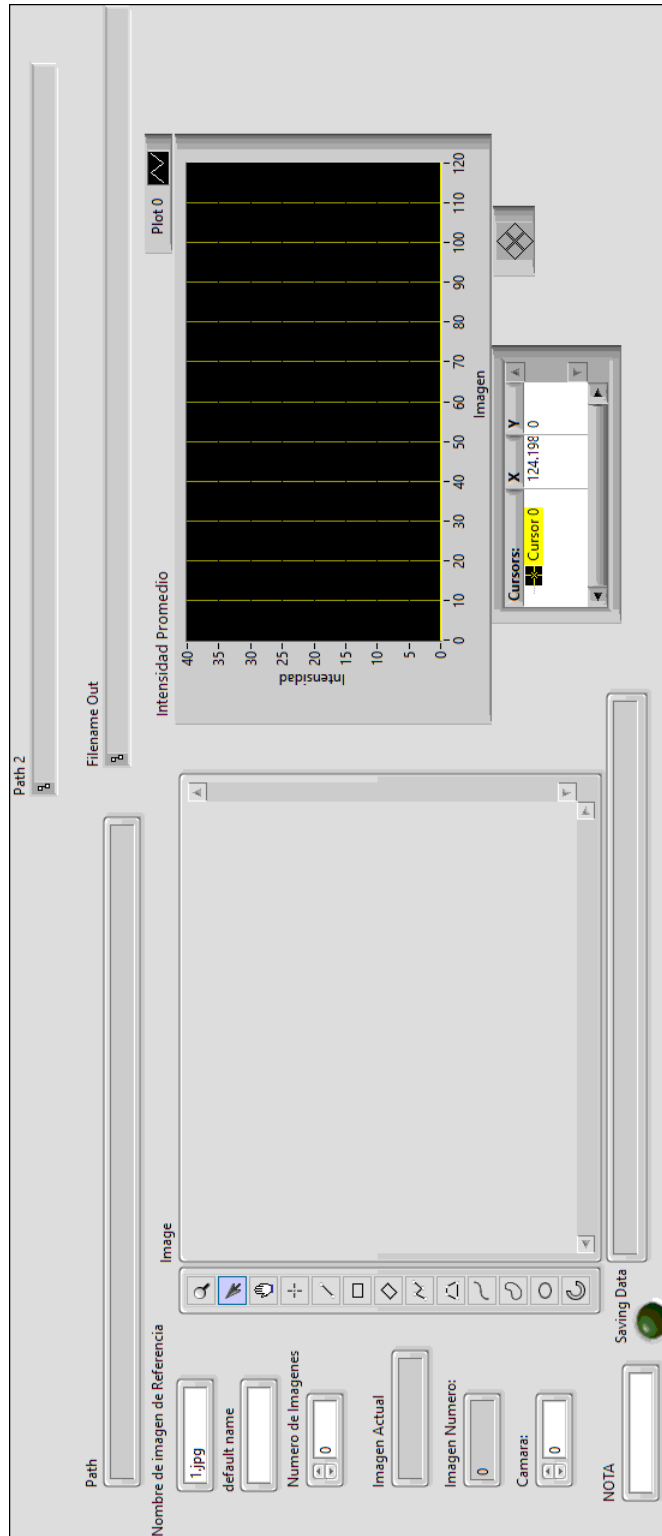 Path 2
Path
Filename Out
Nombre de imagen de Referencia
1.jpg
default name
Numero de Imagenes
0
Imagen Actual
Imagen Numero:
0
Camara:
0
NOTA
Image
Saving Data
Intensidad Promedio
Plot 0
Intensidad
40
35
30
25
20
15
10
5
0
0 10 20 30 40 50 60 70 80 90 100 110 120
Imagen
Cursors: X Y
Cursor 0 124.198 0